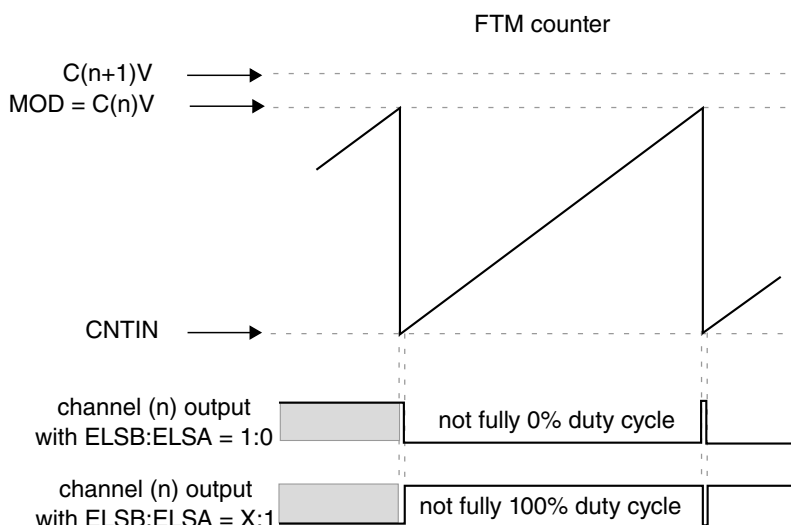 FTM counter
C(n+1)V
MOD = C(n)V
CNTIN
channel (n) output
with ELSB:ELSA = 1:0
not fully 0% duty cycle
channel (n) output
with ELSB:ELSA = X:1
not fully 100% duty cycle